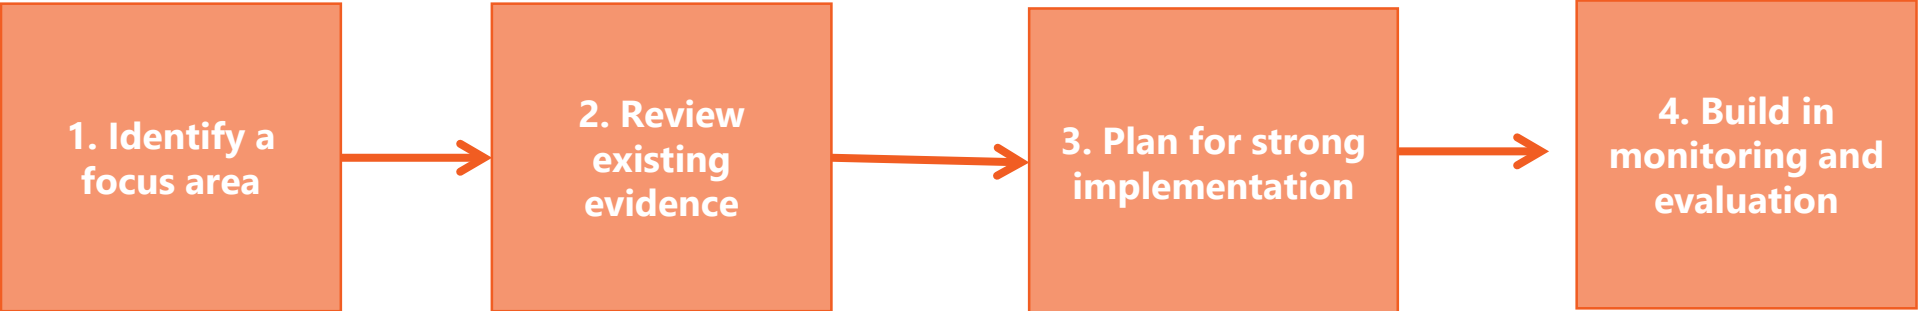 1. Identify a
focus area
2. Review
existing
evidence
3. Plan for strong
implementation
4. Build in
monitoring and
evaluation